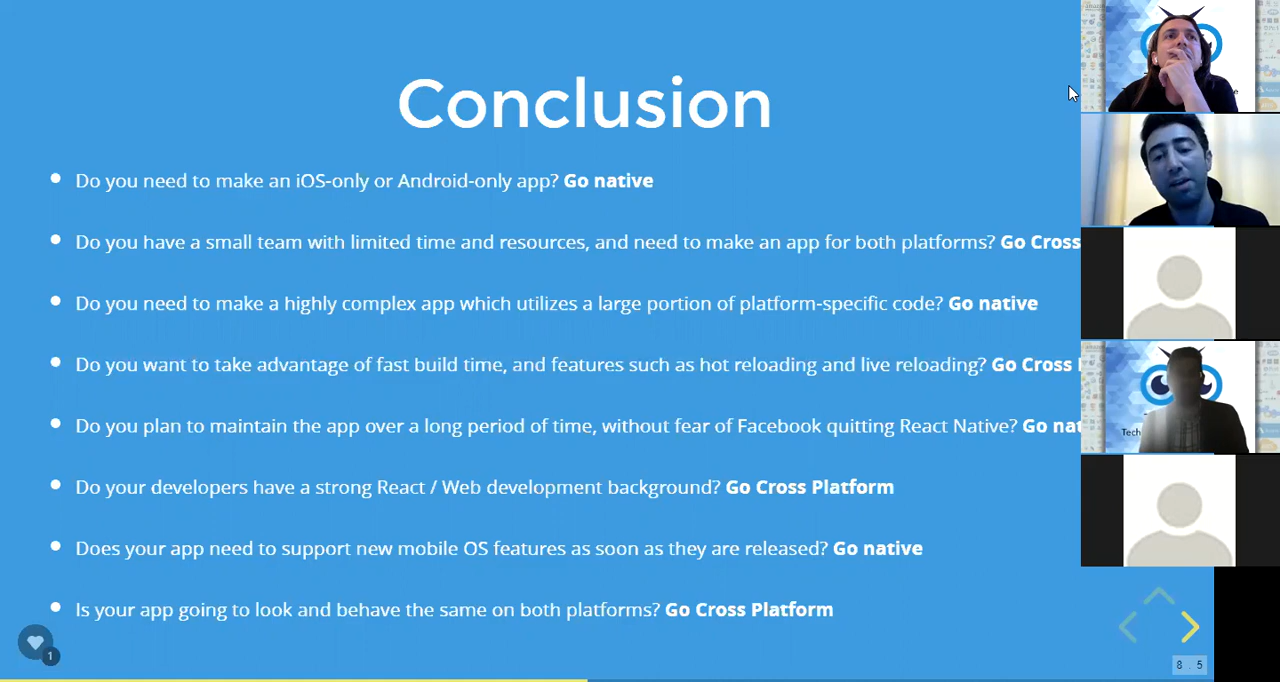 Conclusion
Do you need to make an iOS-only or Android-only app? Go native
Do you have a small team with limited time and resources, and need to make an app for both platforms? Go Cross
Do you need to make a highly complex app which utilizes a large portion of platform-specific code? Go native
Do you want to take advantage of fast build time, and features such as hot reloading and live reloading? Go Cross
Do you plan to maintain the app over a long period of time, without fear of Facebook quitting React Native? Go nat
Tech
Do your developers have a strong React / Web development background? Go Cross Platform
Does your app need to support new mobile OS features as soon as they are released? Go native
Is your app going to look and behave the same on both platforms? Go Cross Platform
1
8 . 5